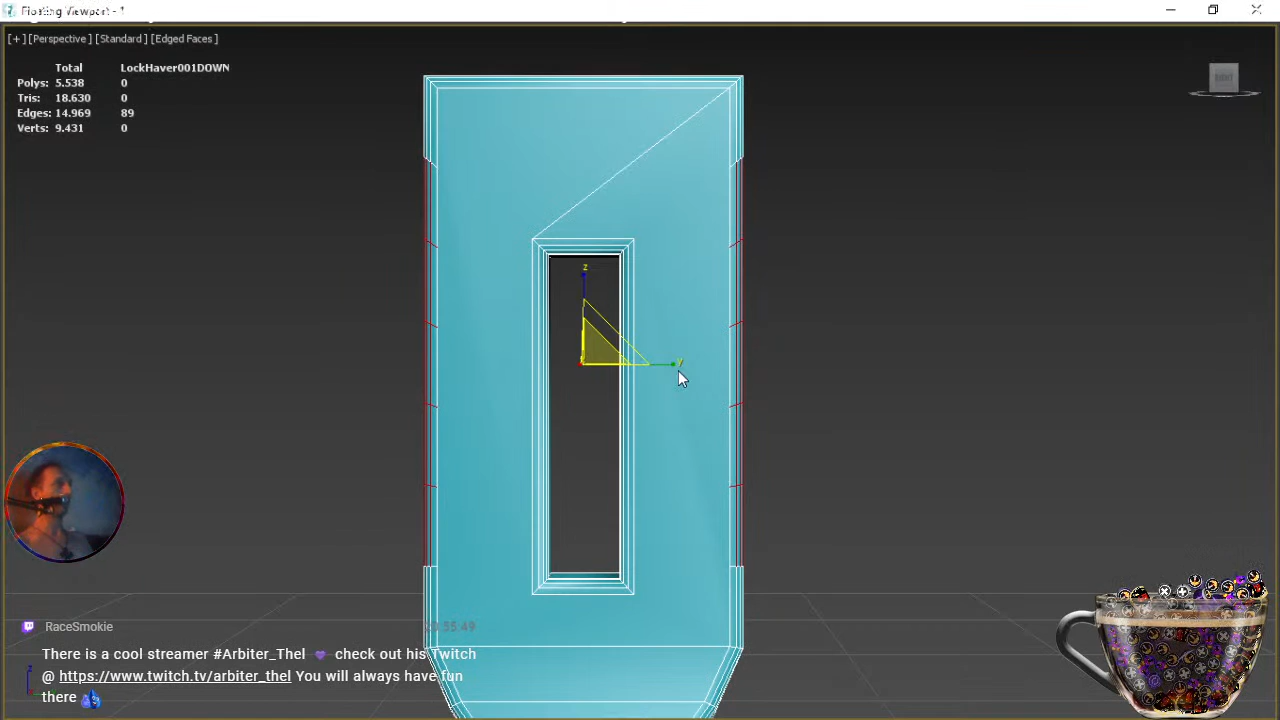 Floating Viewport - 1
[ + ] [Perspective ] [Standard ] [Edged Faces ]
Total LockHaver001DOWN
Polys: 5.538 0
Tris: 18.630 0
Edges: 14.969 89
Verts: 9.431 0
z
y
RaceSmokie
There is a cool streamer #Arbiter_Thel 💜 check out his Twitch
@ https://www.twitch.tv/arbiter_thel You will always have fun
there
z